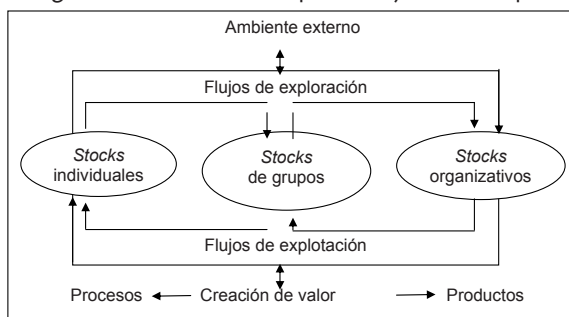 Ambiente externo
Flujos de exploración
Stocks
individuales
Stocks
de grupos
Stocks
organizativos
Flujos de explotación
Procesos
Creación de valor
Productos